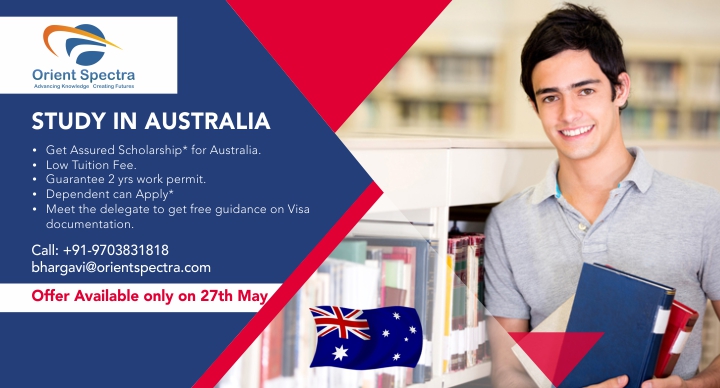 Orient Spectra
Advancing Knowledge Creating Futures
STUDY IN AUSTRALIA
• Get Assured Scholarship* for Australia.
• Low Tuition Fee.
• Guarantee 2 yrs work permit.
• Dependent can Apply*
• Meet the delegate to get free guidance on Visa
documentation.
Call: +91-9703831818
bhargavi@orientspectra.com
Offer Available only on 27th May